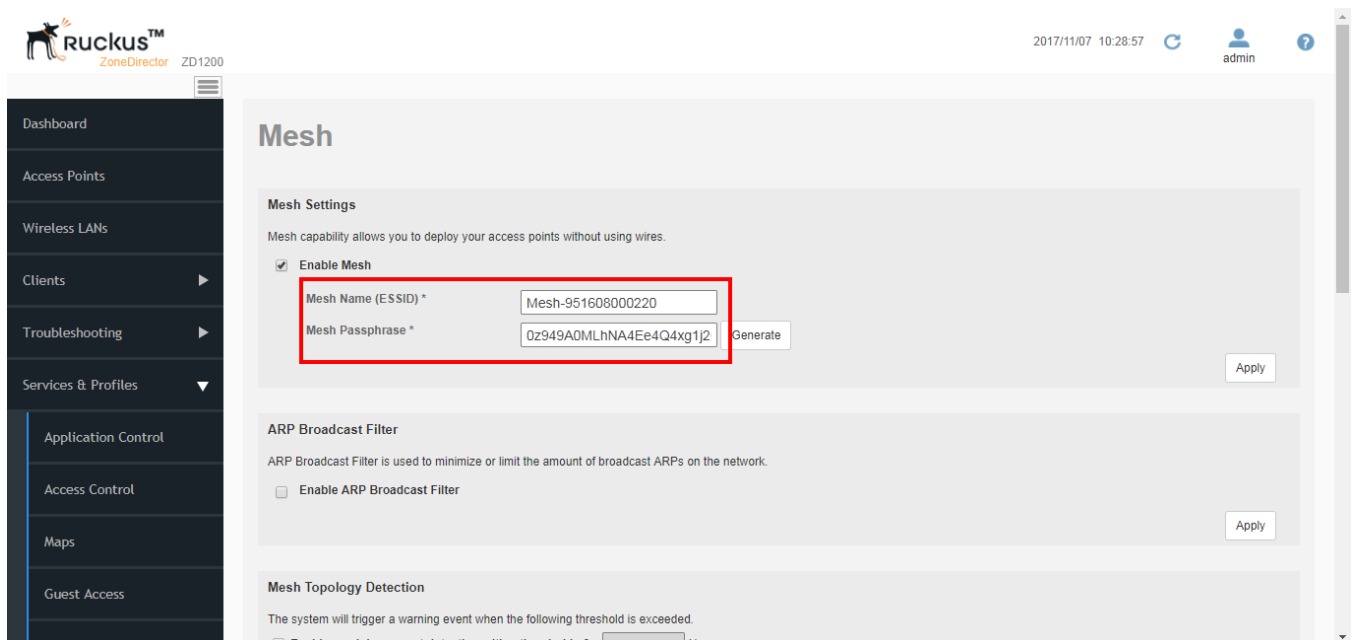 Ruckus™
ZoneDirector ZD1200
2017/11/07 10:28:57
admin
?
Dashboard
Access Points
Wireless LANs
Clients
Troubleshooting
Services & Profiles
Application Control
Access Control
Maps
Guest Access
Mesh
Mesh Settings
Mesh capability allows you to deploy your access points without using wires.
Enable Mesh
Mesh Name (ESSID) * Mesh-951608000220
Mesh Passphrase * 0z949A0MLhNA4Ee4Q4xg1j2 Generate
Apply
ARP Broadcast Filter
ARP Broadcast Filter is used to minimize or limit the amount of broadcast ARPs on the network.
Enable ARP Broadcast Filter
Apply
Mesh Topology Detection
The system will trigger a warning event when the following threshold is exceeded.